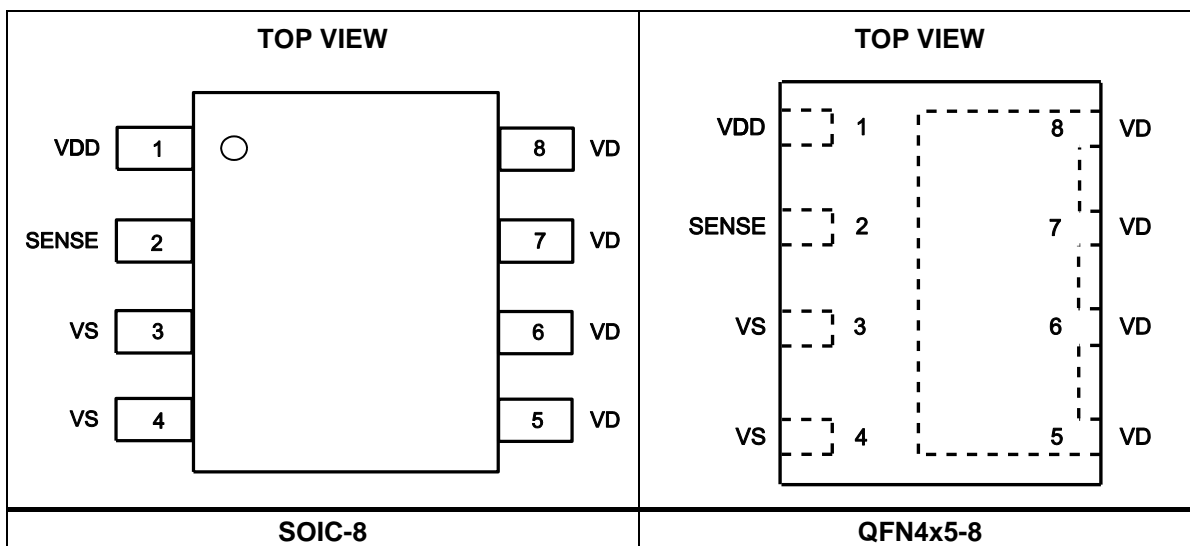 TOP VIEW
VDD 1 8 VD
SENSE 2 7 VD
VS 3 6 VD
VS 4 5 VD
SOIC-8
TOP VIEW
VDD 1 8 VD
SENSE 2 7 VD
VS 3 6 VD
VS 4 5 VD
QFN4x5-8